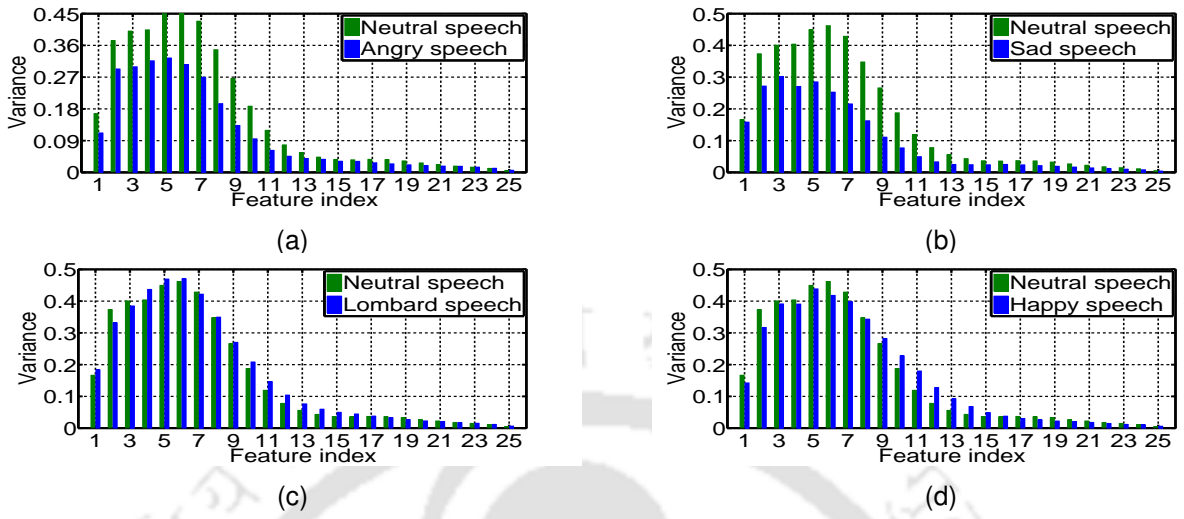 0.45
0.36
0.27
0.18
0.09
0
Variance
Neutral speech
Angry speech
1 3 5 7 9 11 13 15 17 19 21 23 25
Feature index
(a)
0.5
0.4
0.3
0.2
0.1
0
Variance
Neutral speech
Sad speech
1 3 5 7 9 11 13 15 17 19 21 23 25
Feature index
(b)
0.5
0.4
0.3
0.2
0.1
0
Variance
Neutral speech
Lombard speech
1 3 5 7 9 11 13 15 17 19 21 23 25
Feature index
(c)
0.5
0.4
0.3
0.2
0.1
0
Variance
Neutral speech
Happy speech
1 3 5 7 9 11 13 15 17 19 21 23 25
Feature index
(d)